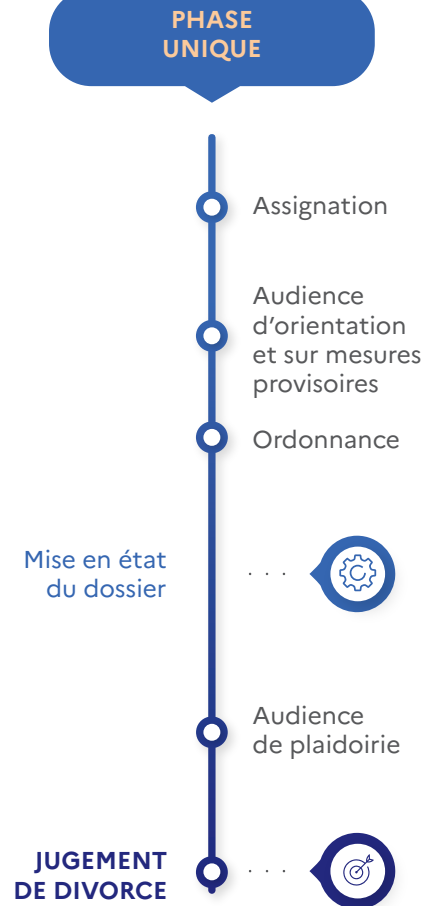 PHASE
UNIQUE
Assignation
Audience
d’orientation
et sur mesures
provisoires
Ordonnance
Mise en état
du dossier
Audience
de plaidoirie
JUGEMENT
DE DIVORCE